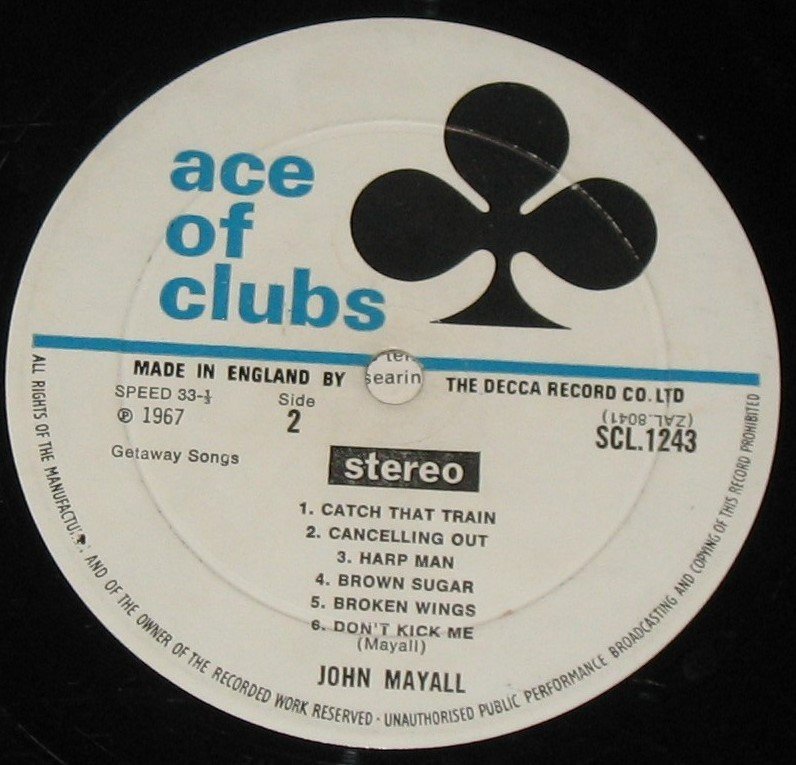 ace
of
clubs
MADE IN ENGLAND BY THE DECCA RECORD CO. LTD
SPEED 33-⅓
Side
℗ 1967
2
(ZAL.8041)
SCL.1243
Getaway Songs
stereo
1. CATCH THAT TRAIN
2. CANCELLING OUT
3. HARP MAN
4. BROWN SUGAR
5. BROKEN WINGS
6. DON'T KICK ME
(Mayall)
JOHN MAYALL
ALL RIGHTS OF THE MANUFACTURER AND OF THE OWNER OF THE RECORDED WORK RESERVED · UNAUTHORISED PUBLIC PERFORMANCE BROADCASTING AND COPYING OF THIS RECORD PROHIBITED